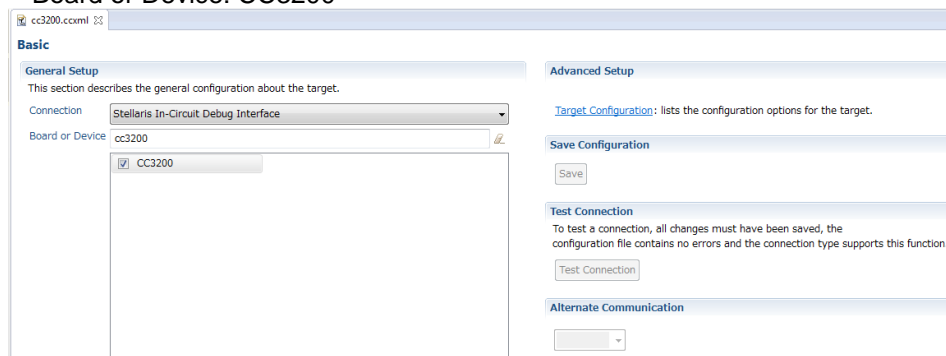 Board or Device: CC3200
cc3200.ccxml
Basic
General Setup
This section describes the general configuration about the target.
Connection
Stellaris In-Circuit Debug Interface
Board or Device
cc3200
CC3200
Advanced Setup
Target Configuration: lists the configuration options for the target.
Save Configuration
Save
Test Connection
To test a connection, all changes must have been saved, the
configuration file contains no errors and the connection type supports this function
Test Connection
Alternate Communication